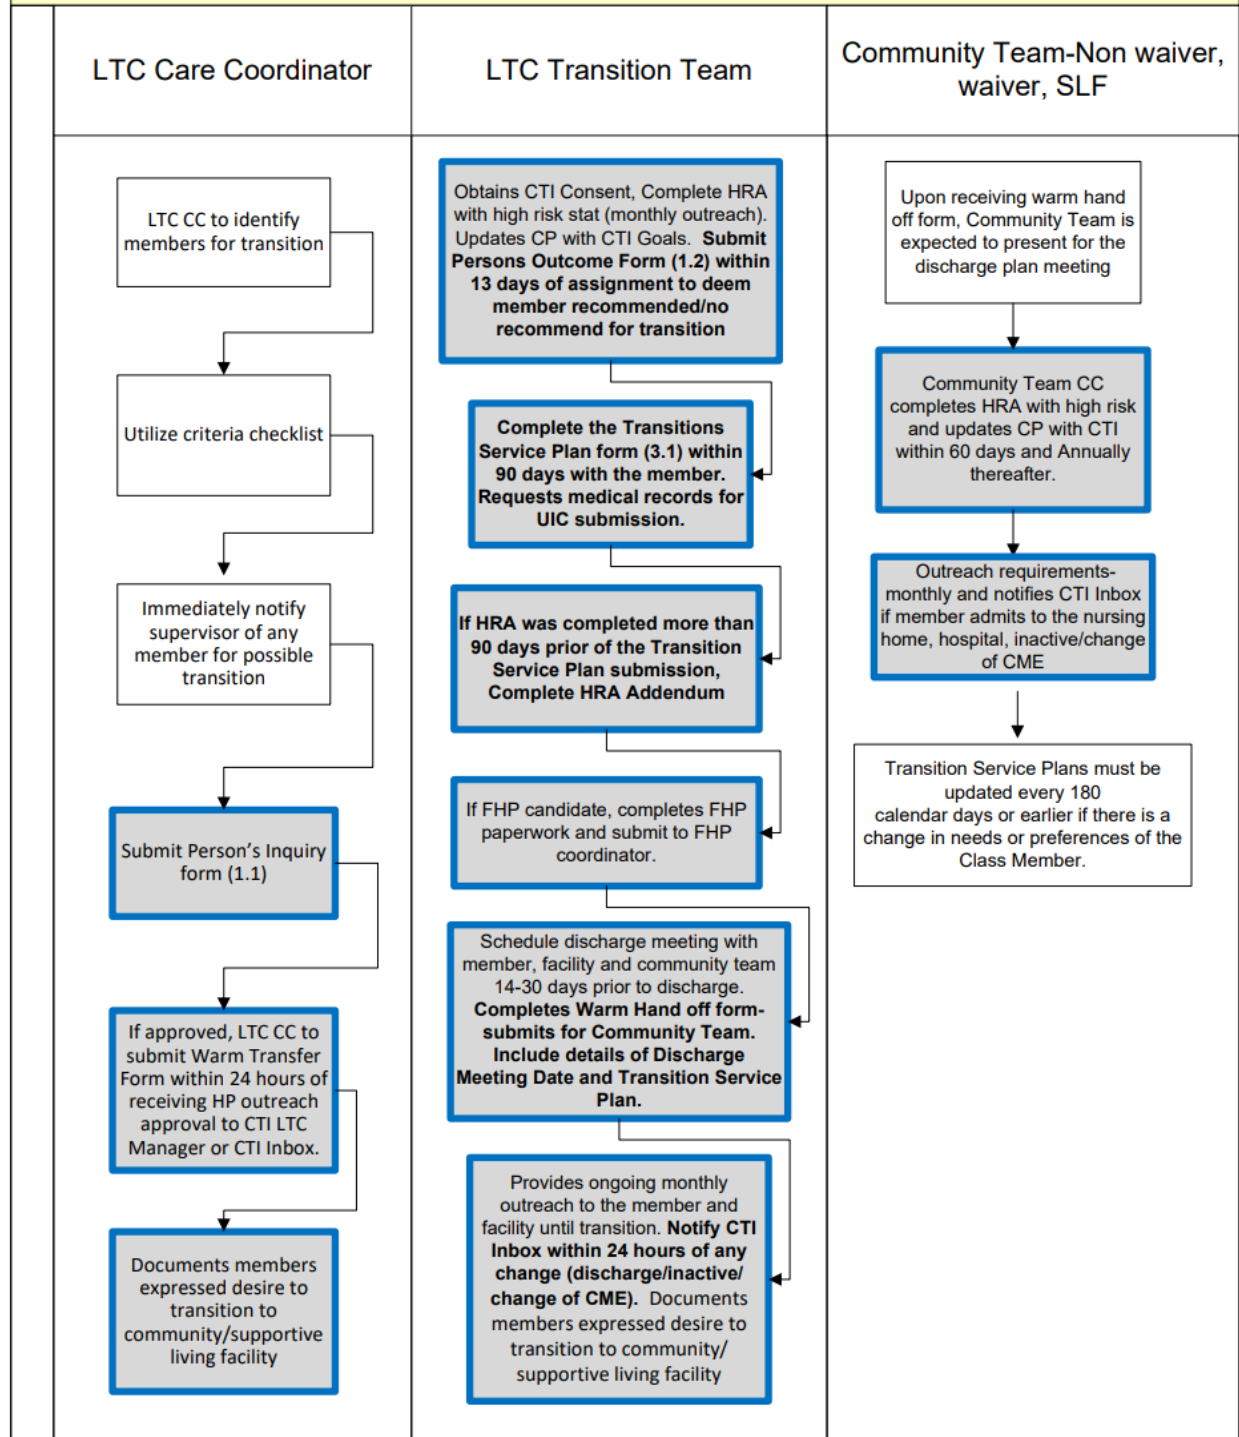 LTC Care Coordinator
LTC Transition Team
Community Team-Non waiver,
waiver, SLF
LTC CC to identify
members for transition
Utilize criteria checklist
Immediately notify
supervisor of any
member for possible
transition
Submit Person’s Inquiry
form (1.1)
If approved, LTC CC to
submit Warm Transfer
Form within 24 hours of
receiving HP outreach
approval to CTI LTC
Manager or CTI Inbox.
Documents members
expressed desire to
transition to
community/supportive
living facility
Obtains CTI Consent, Complete HRA
with high risk stat (monthly outreach).
Updates CP with CTI Goals. Submit
Persons Outcome Form (1.2) within
13 days of assignment to deem
member recommended/no
recommend for transition
Complete the Transitions
Service Plan form (3.1) within
90 days with the member.
Requests medical records for
UIC submission.
If HRA was completed more than
90 days prior of the Transition
Service Plan submission,
Complete HRA Addendum
If FHP candidate, completes FHP
paperwork and submit to FHP
coordinator.
Schedule discharge meeting with
member, facility and community team
14-30 days prior to discharge.
Completes Warm Hand off form-
submits for Community Team.
Include details of Discharge
Meeting Date and Transition Service
Plan.
Provides ongoing monthly
outreach to the member and
facility until transition. Notify CTI
Inbox within 24 hours of any
change (discharge/inactive/
change of CME). Documents
members expressed desire to
transition to community/
supportive living facility
Upon receiving warm hand
off form, Community Team is
expected to present for the
discharge plan meeting
Community Team CC
completes HRA with high risk
and updates CP with CTI
within 60 days and Annually
thereafter.
Outreach requirements-
monthly and notifies CTI Inbox
if member admits to the nursing
home, hospital, inactive/change
of CME
Transition Service Plans must be
updated every 180
calendar days or earlier if there is a
change in needs or preferences of the
Class Member.